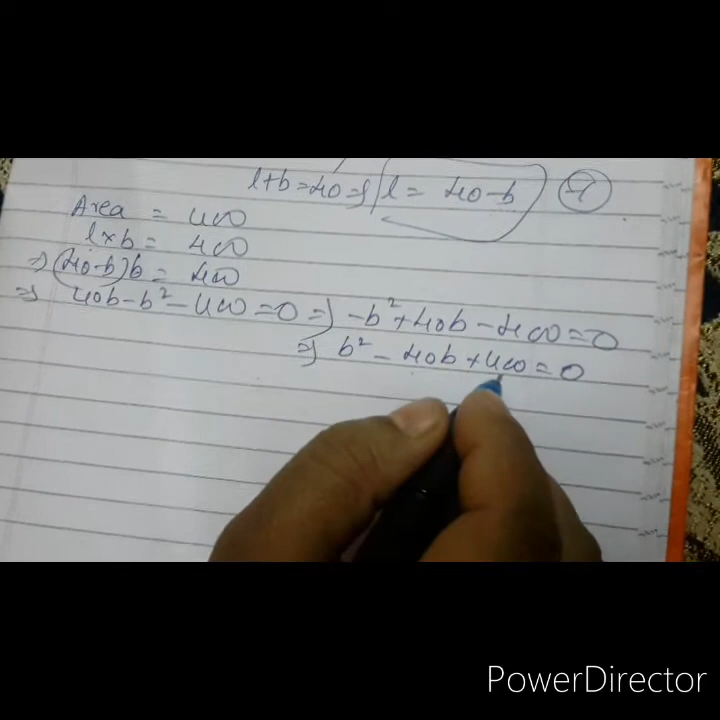 l+b=40 ⇒ l = 40-b ①
Area = 400
l×b = 400
⇒ (40-b)b = 400
⇒ 40b-b²-400=0 ⇒ -b²+40b-400=0
⇒ b²-40b+400=0
PowerDirector